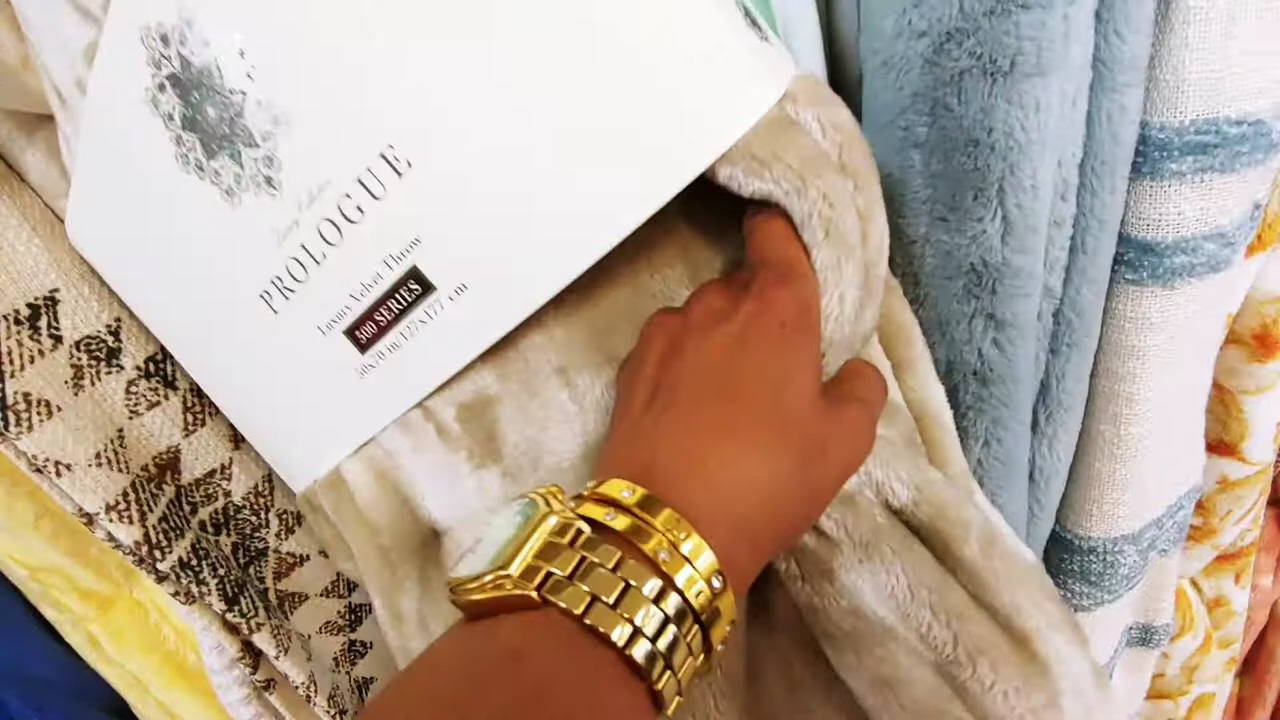 PROLOGUE
Luxury Velvet Throw
500 SERIES
50x70 in/127x177 cm